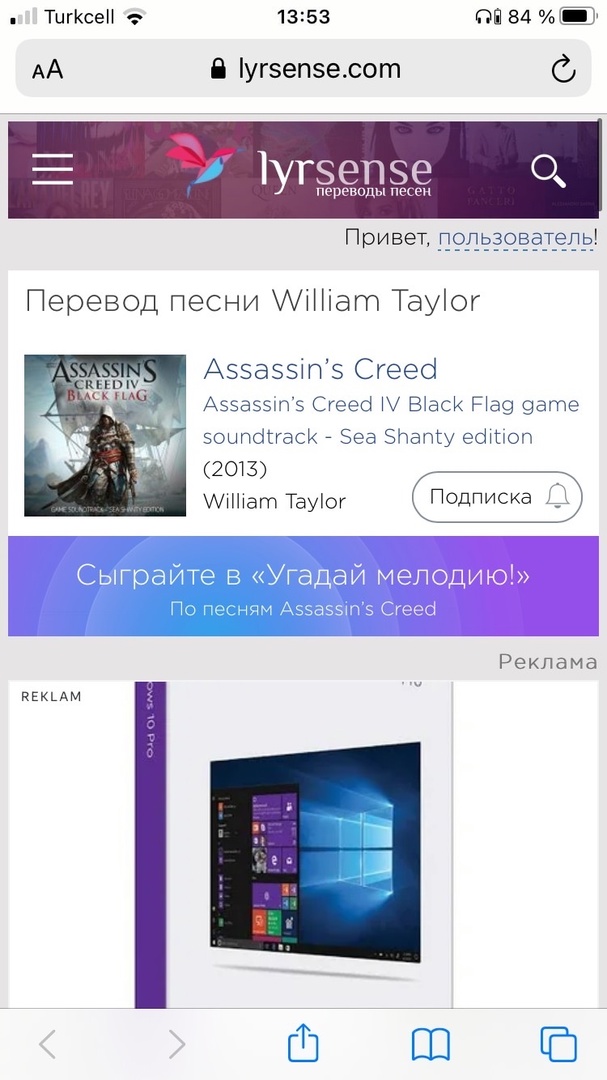 Turkcell 13:53 84 %
AA lyrsense.com
lyrsense
переводы песен
Привет, пользователь!
Перевод песни William Taylor
ASSASSIN'S
CREED IV
BLACK FLAG
GAME SOUNDTRACK - SEA SHANTY EDITION
Assassin's Creed
Assassin's Creed IV Black Flag game
soundtrack - Sea Shanty edition
(2013)
William Taylor
Подписка
Сыграйте в «Угадай мелодию!»
По песням Assassin's Creed
Реклама
REKLAM
ows 10 Pro